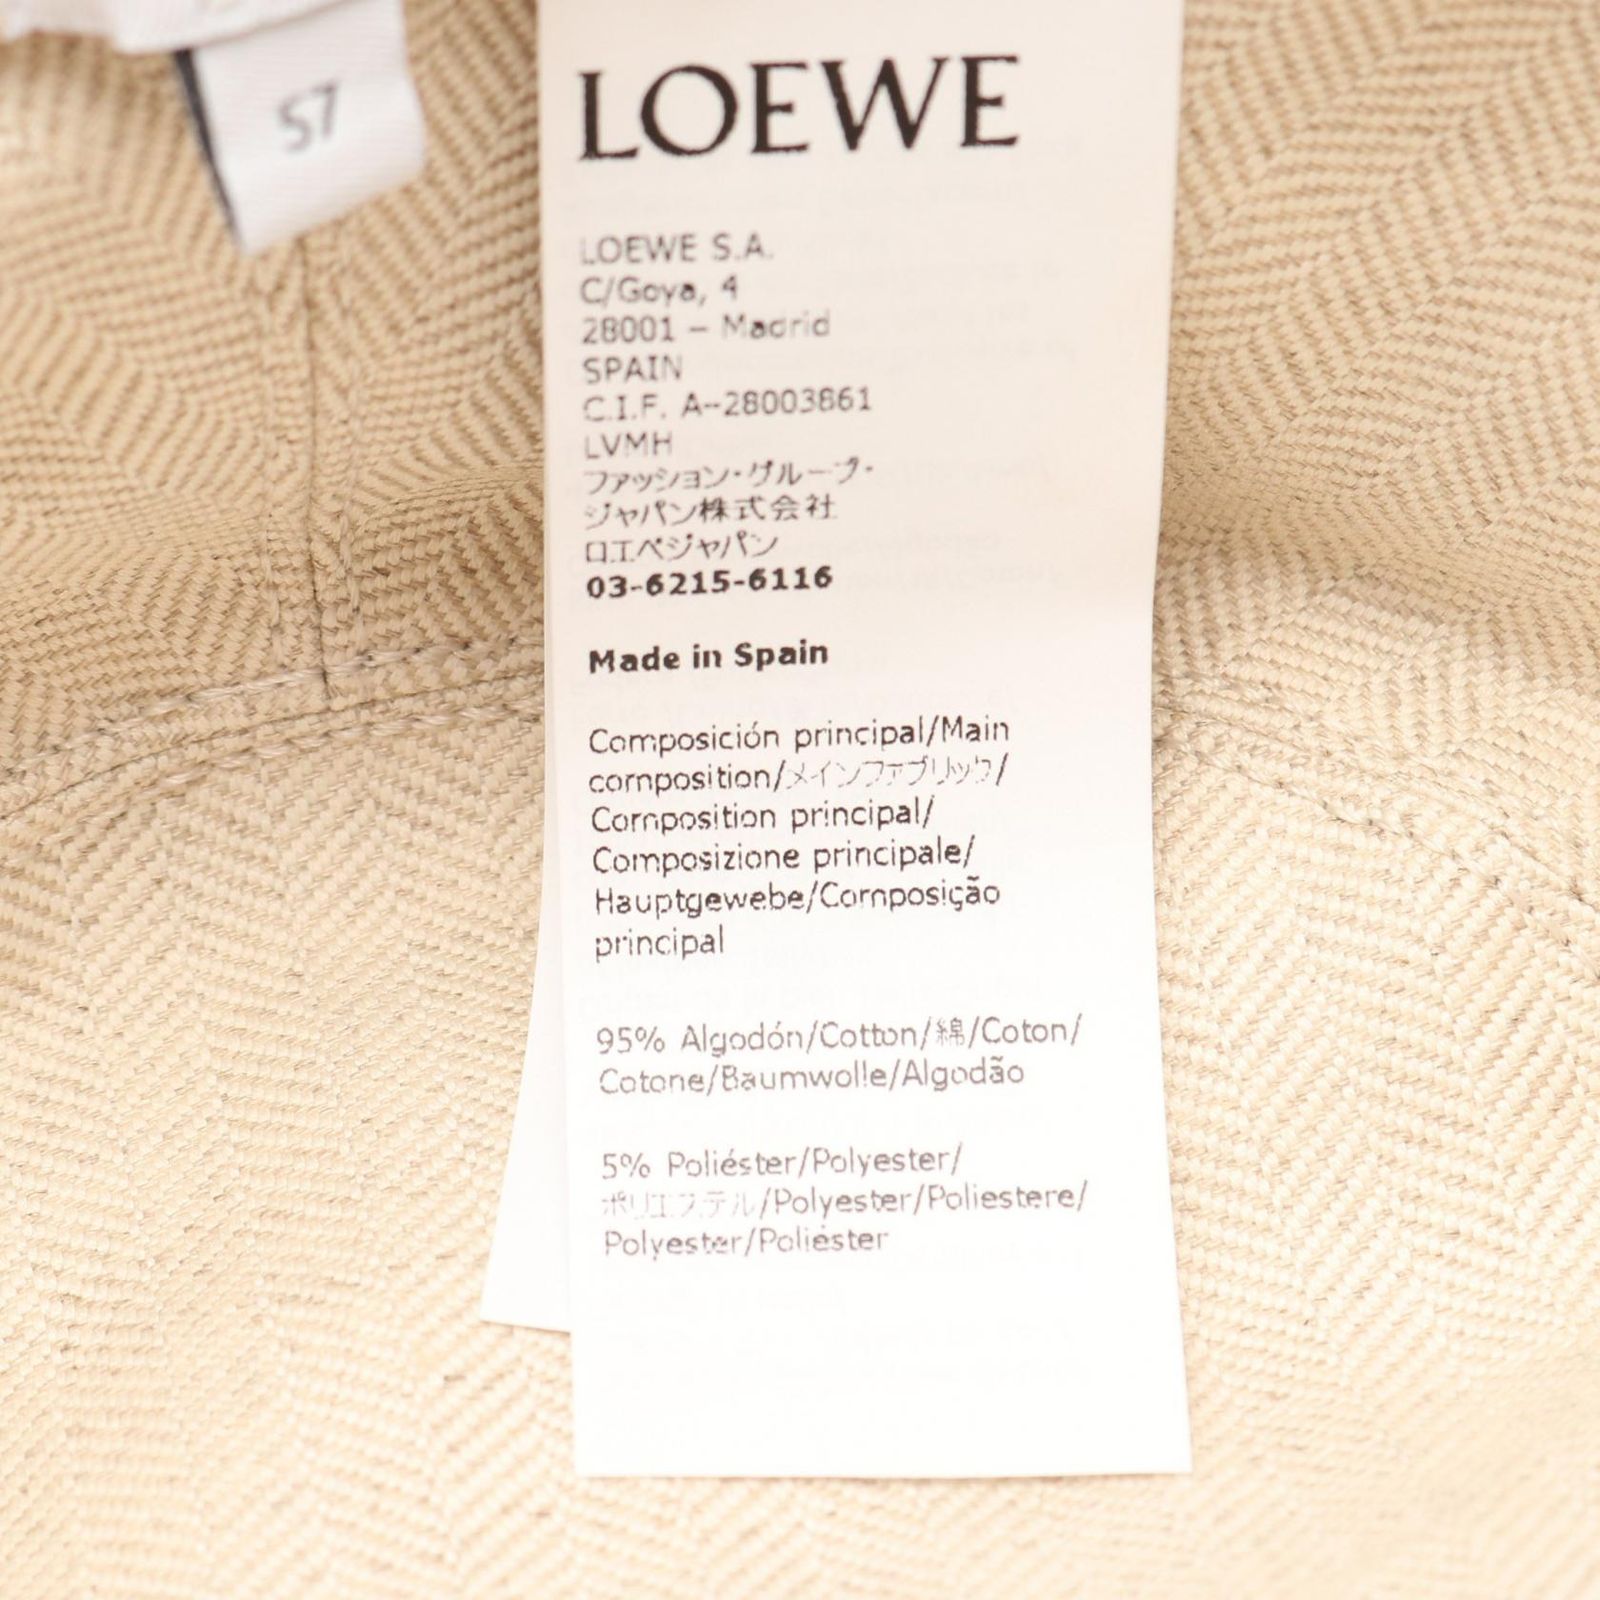 57
LOEWE
LOEWE S.A.
C/Goya, 4
28001 – Madrid
SPAIN
C.I.F. A-28003861
LVMH
ファッション・グループ・
ジャパン株式会社
ロエベジャパン
03-6215-6116
Made in Spain
Composición principal/Main
composition/メインファブリック/
Composition principal/
Composizione principale/
Hauptgewebe/Composição
principal
95% Algodón/Cotton/綿/Coton/
Cotone/Baumwolle/Algodão
5% Poliéster/Polyester/
ポリエステル/Polyester/Poliestere/
Polyester/Poliéster